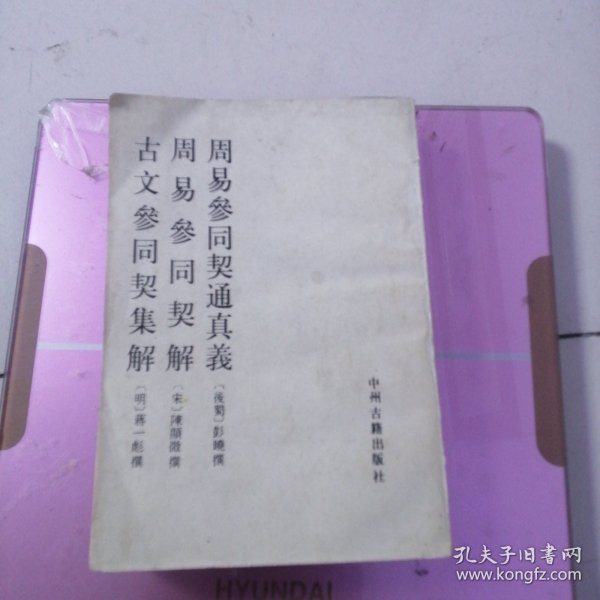 周易參同契通真義
〔後蜀〕彭曉撰
周易參同契解
〔宋〕陳顯微撰
古文參同契集解
〔明〕蔣一彪撰
中州古籍出版社
HYUNDAI
孔夫子旧书网
www.kongfz.com